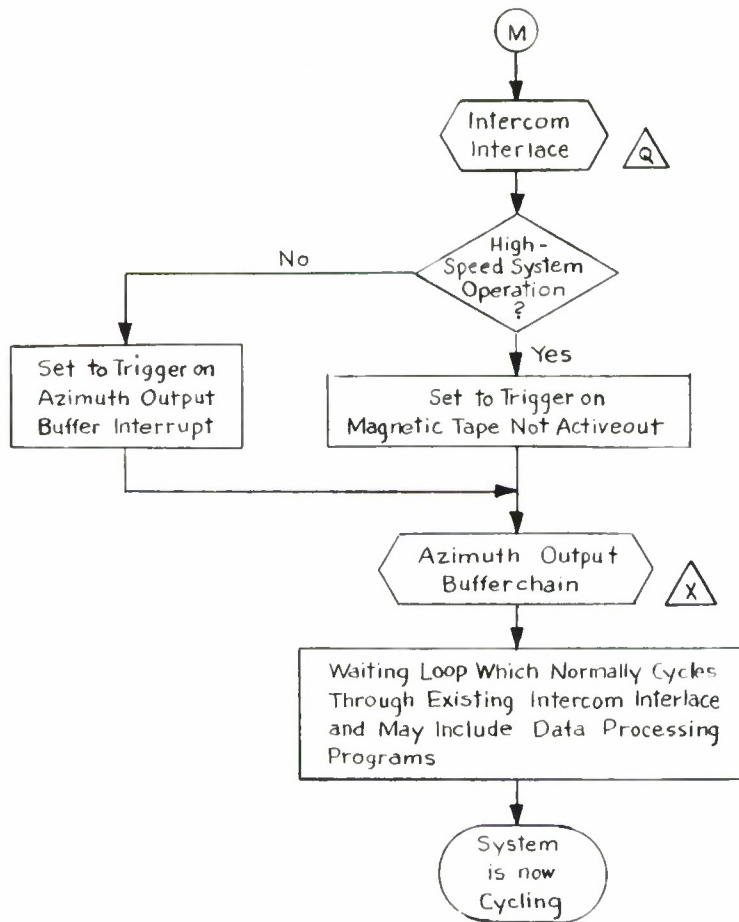 M
Intercom
Interlace
Q
High-
Speed System
Operation
?
No
Yes
Set to Trigger on
Azimuth Output
Buffer Interrupt
Set to Trigger on
Magnetic Tape Not Activeout
Azimuth Output
Bufferchain
X
Waiting Loop Which Normally Cycles
Through Existing Intercom Interlace
and May Include Data Processing
Programs
System
is now
Cycling